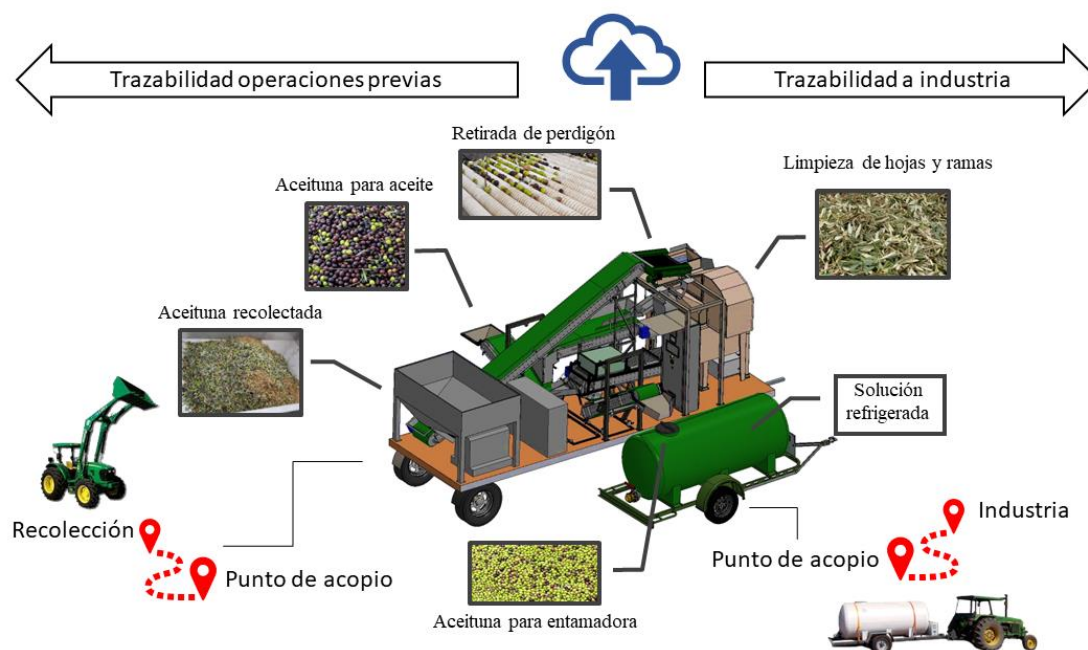 Trazabilidad operaciones previas
Trazabilidad a industria
Retirada de perdigón
Limpieza de hojas y ramas
Aceituna para aceite
Aceituna recolectada
Solución
refrigerada
Recolección
Punto de acopio
Industria
Punto de acopio
Aceituna para entamadora